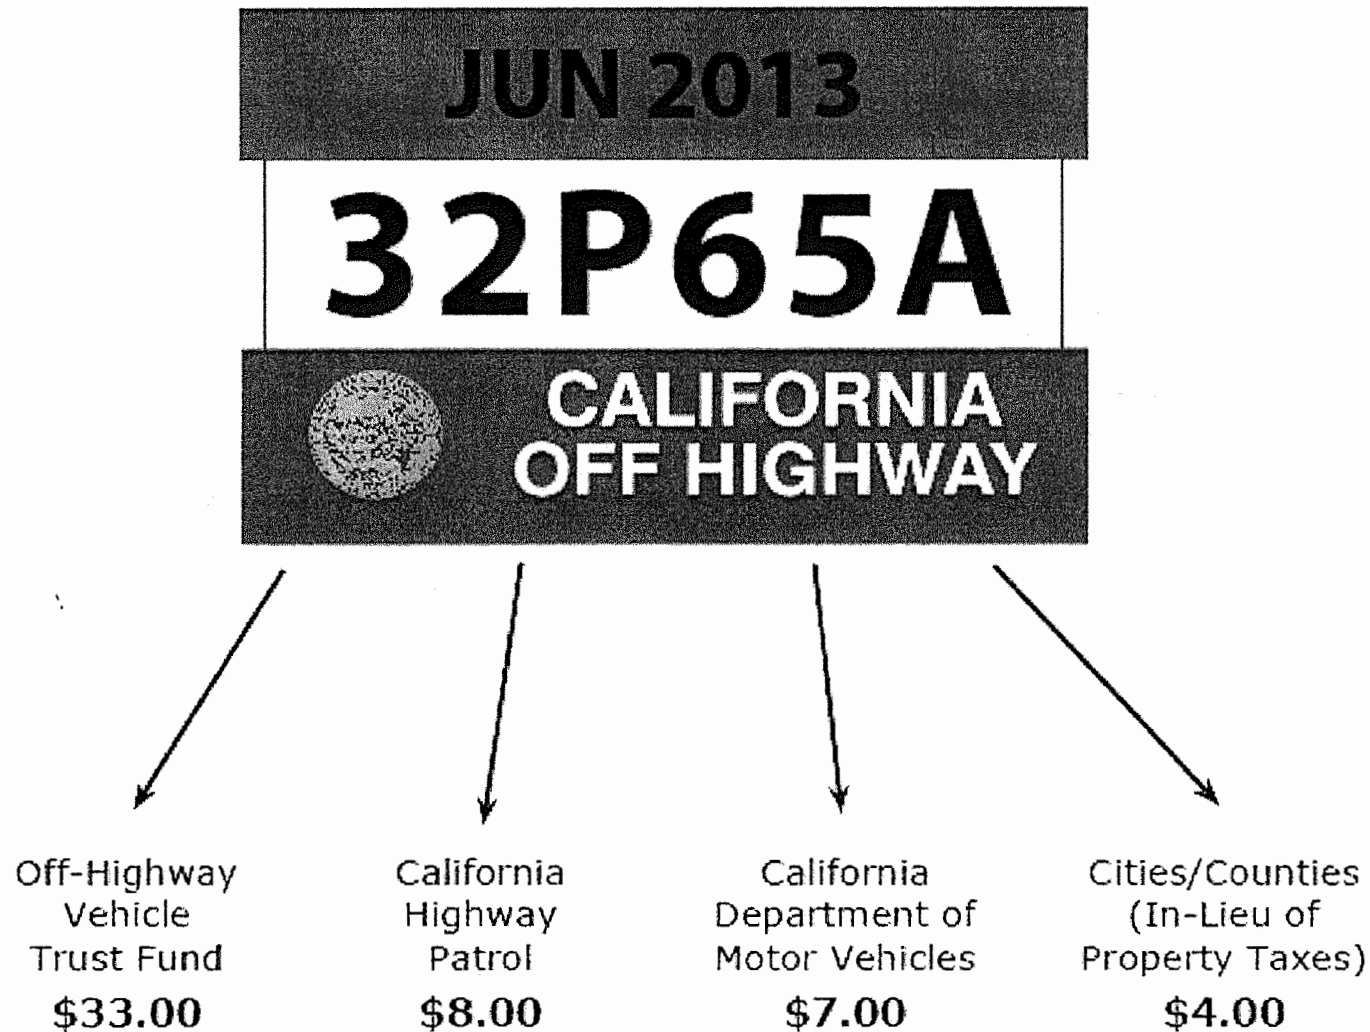 JUN 2013
32P65A
CALIFORNIA
OFF HIGHWAY
Off-Highway
Vehicle
Trust Fund
$33.00
California
Highway
Patrol
$8.00
California
Department of
Motor Vehicles
$7.00
Cities/Counties
(In-Lieu of
Property Taxes)
$4.00